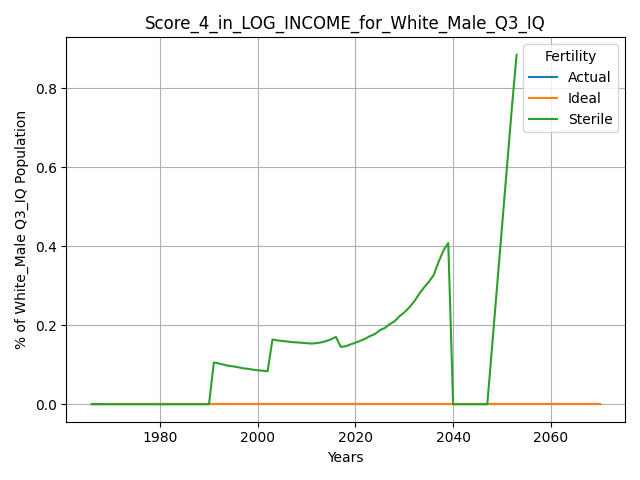 Score_4_in_LOG_INCOME_for_White_Male_Q3_IQ
% of White_Male Q3_IQ Population
0.8
0.6
0.4
0.2
0.0
Fertility
Actual
Ideal
Sterile
1980
2000
2020
2040
2060
Years